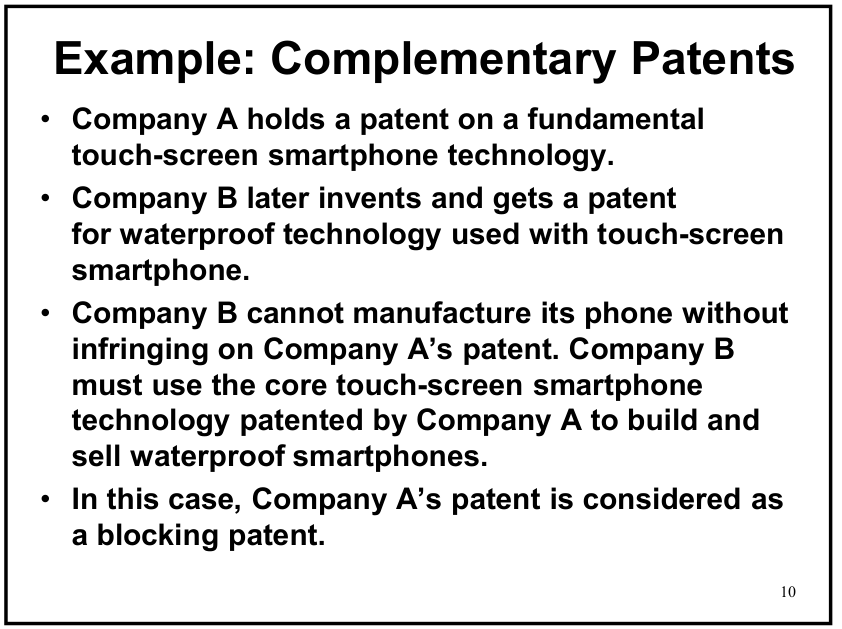 Example: Complementary Patents
• Company A holds a patent on a fundamental
touch-screen smartphone technology.
• Company B later invents and gets a patent
for waterproof technology used with touch-screen
smartphone.
• Company B cannot manufacture its phone without
infringing on Company A’s patent. Company B
must use the core touch-screen smartphone
technology patented by Company A to build and
sell waterproof smartphones.
• In this case, Company A’s patent is considered as
a blocking patent.
10